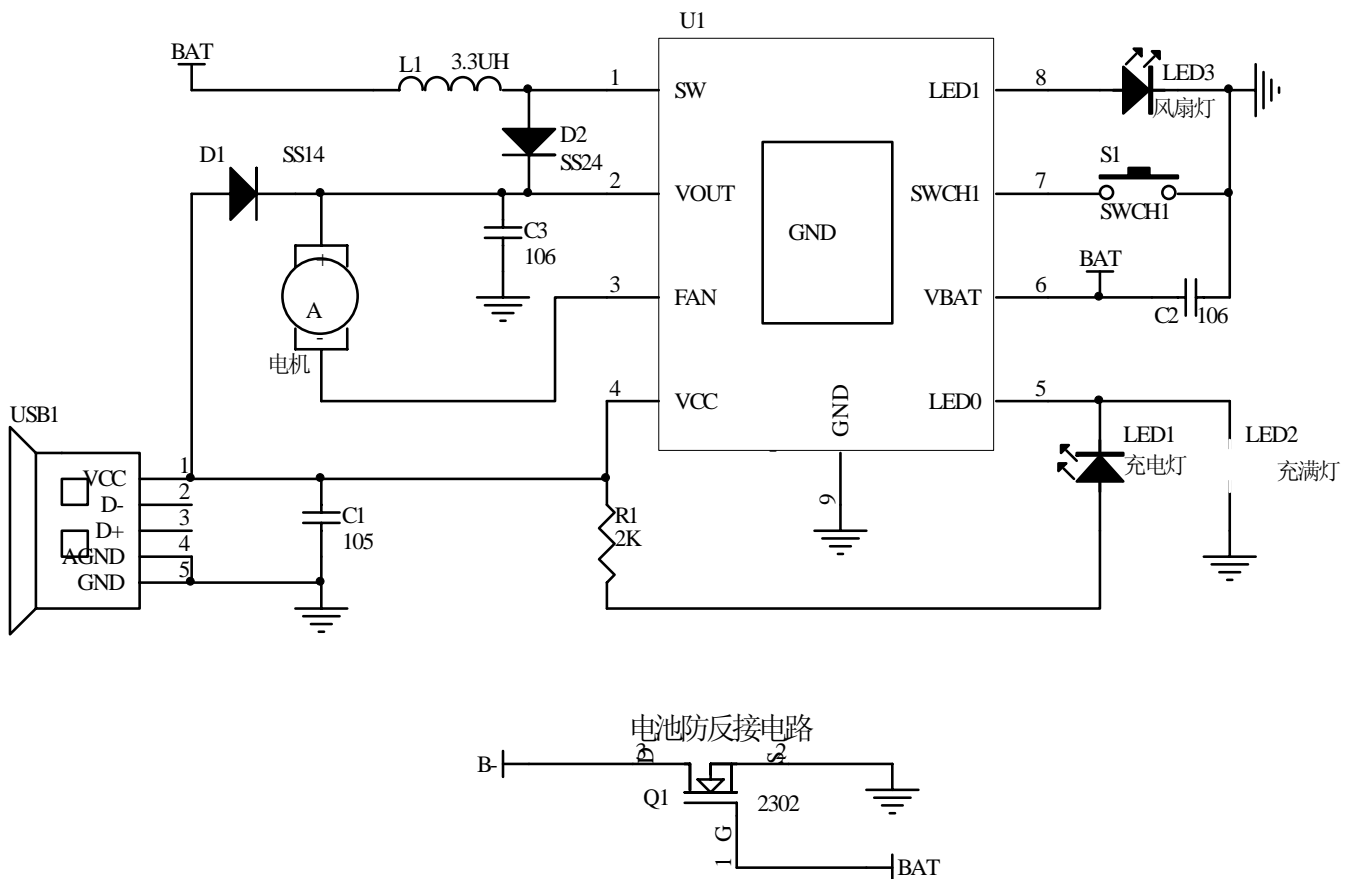 U1
BAT
L1 3.3UH
1 SW
LED1 8
LED3
风扇灯
D2
SS24
D1 SS14
2 VOUT
SWCH1 7
S1
SWCH1
GND
C3
106
+
A
-
电机
3 FAN
VBAT 6
BAT
C2 106
4 VCC
GND
LED0 5
9
LED1
充电灯
LED2
充满灯
USB1
VCC 1
D- 2
D+ 3
AGND 4
GND 5
C1
105
R1
2K
电池防反接电路
B-
3 D
S 2
Q1
2302
G
1
BAT